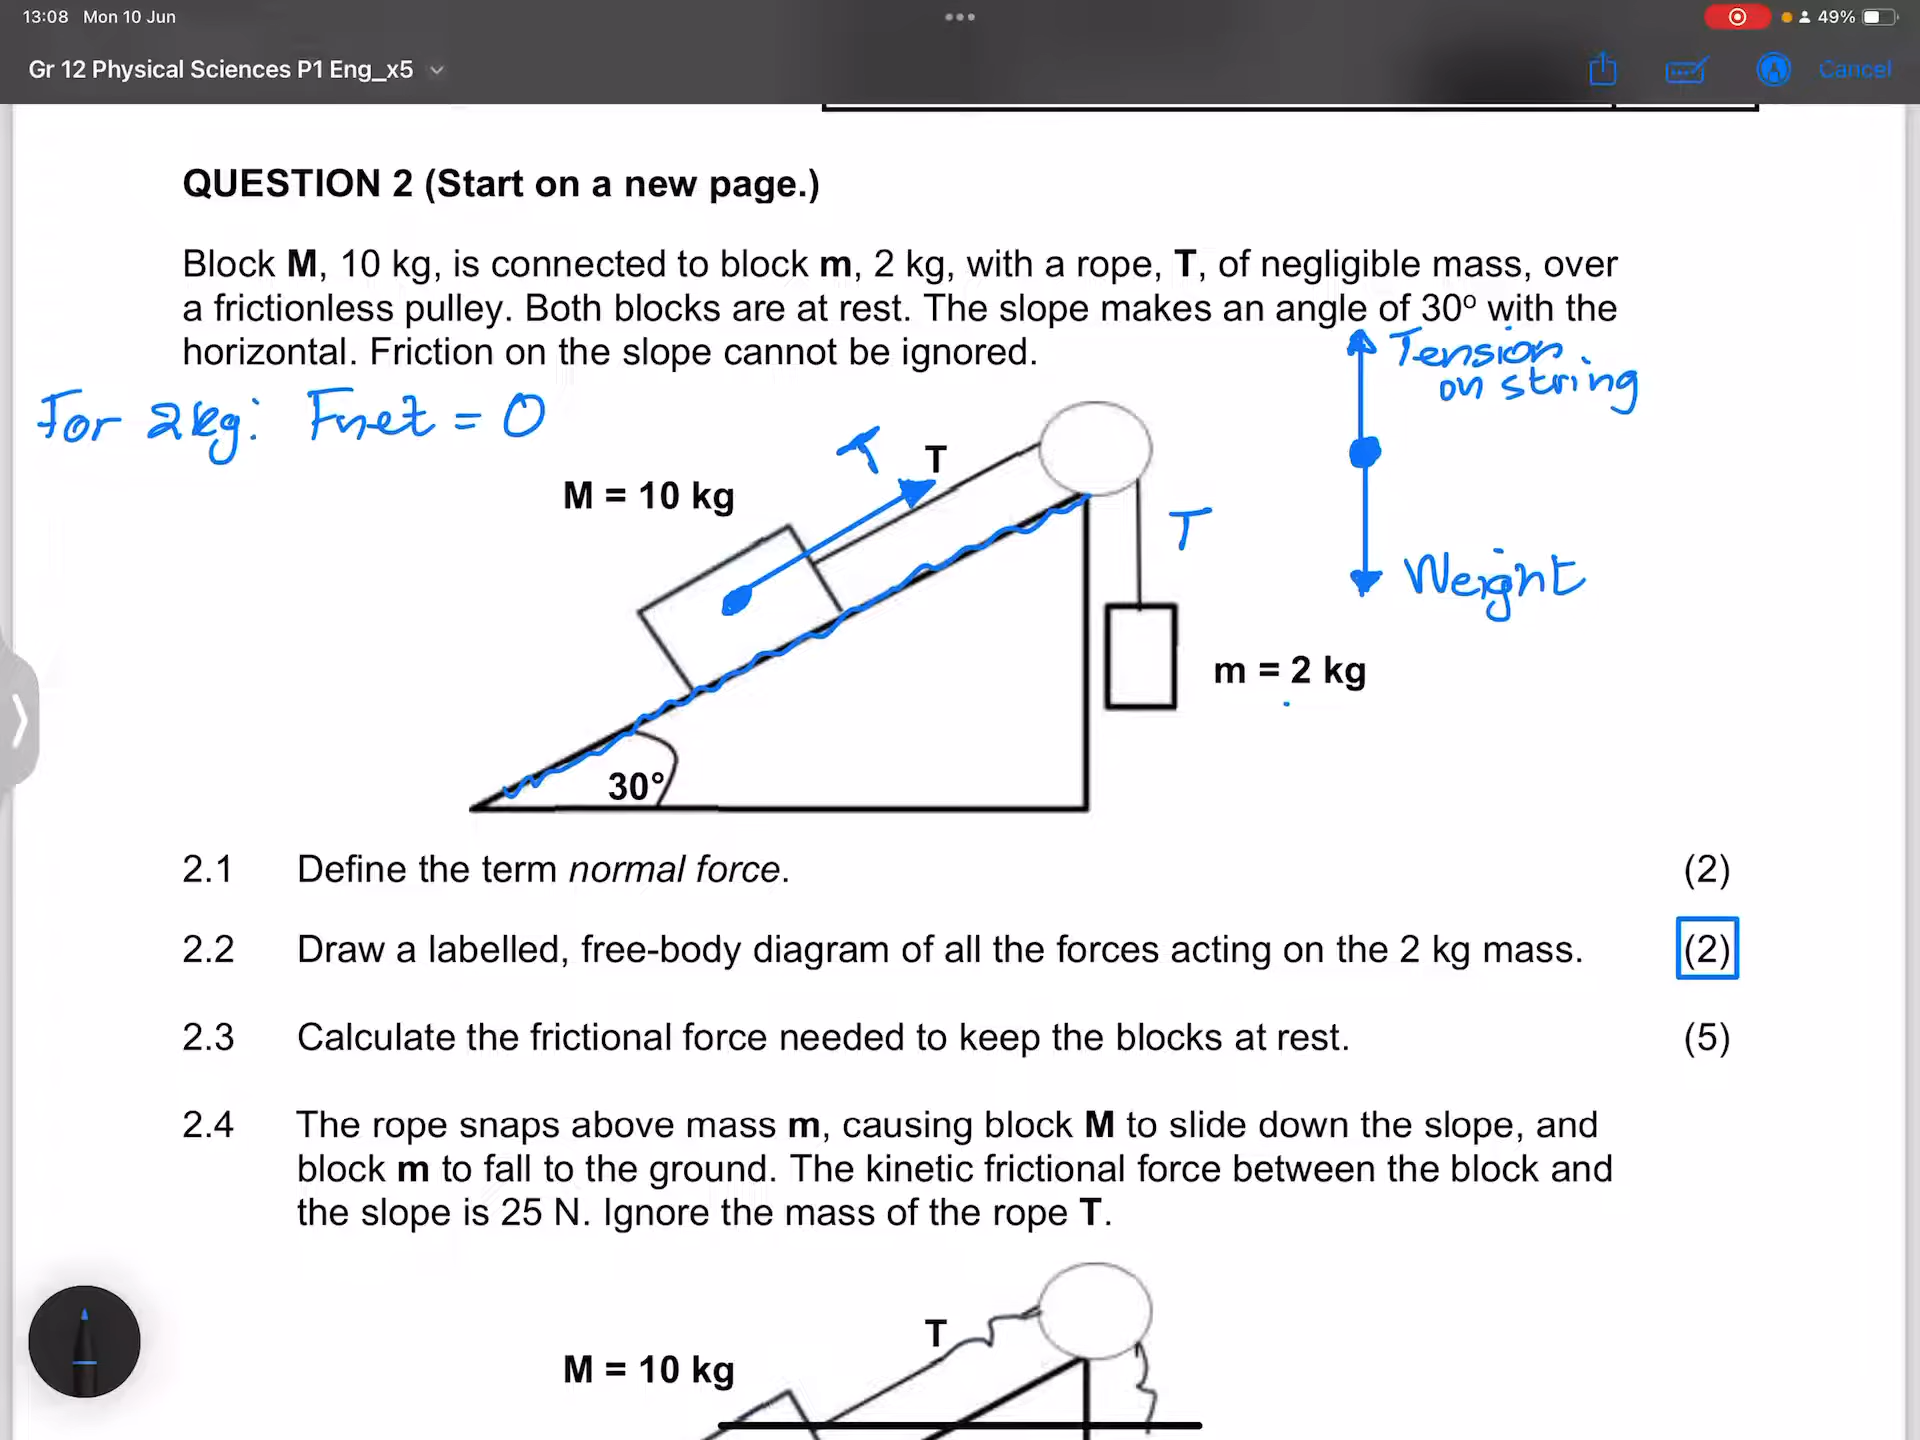 13:08 Mon 10 Jun
49%
Gr 12 Physical Sciences P1 Eng_x5
Cancel
QUESTION 2 (Start on a new page.)
Block M, 10 kg, is connected to block m, 2 kg, with a rope, T, of negligible mass, over
a frictionless pulley. Both blocks are at rest. The slope makes an angle of 30º with the
horizontal. Friction on the slope cannot be ignored.
Tension
on string
For 2kg: Fnet = 0
T
T
M = 10 kg
T
Weight
m = 2 kg
30°
2.1 Define the term normal force. (2)
2.2 Draw a labelled, free-body diagram of all the forces acting on the 2 kg mass. (2)
2.3 Calculate the frictional force needed to keep the blocks at rest. (5)
2.4 The rope snaps above mass m, causing block M to slide down the slope, and
block m to fall to the ground. The kinetic frictional force between the block and
the slope is 25 N. Ignore the mass of the rope T.
T
M = 10 kg